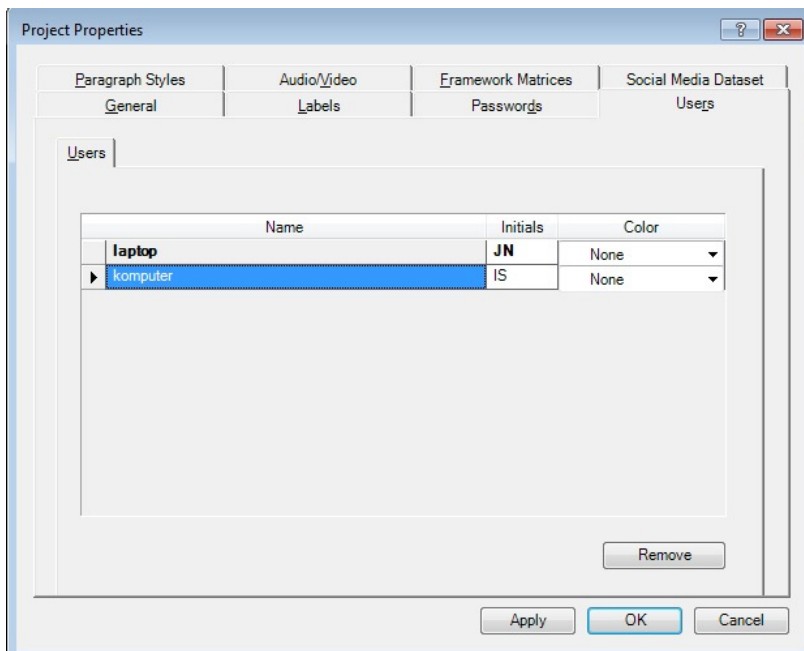 Project Properties
Paragraph Styles Audio/Video Framework Matrices Social Media Dataset
General Labels Passwords Users
Users
Name Initials Color
laptop JN None
komputer IS None
Remove
Apply OK Cancel